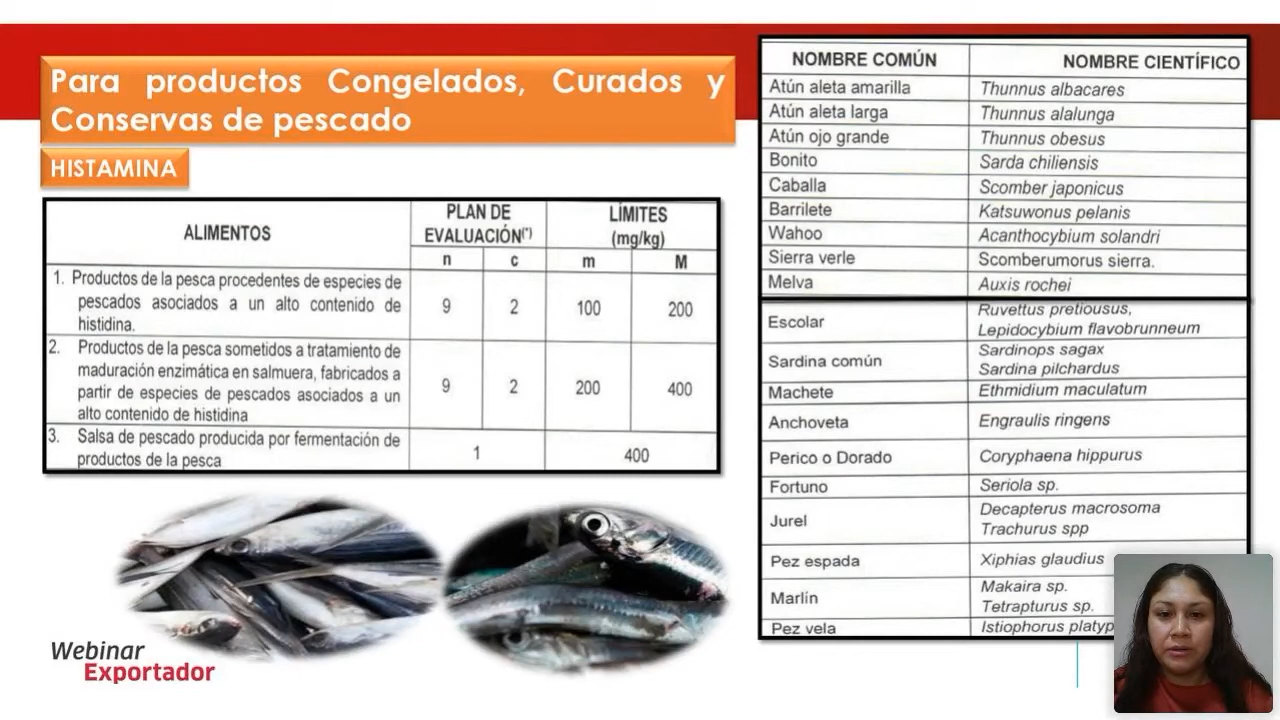 Para productos Congelados, Curados y
Conservas de pescado
HISTAMINA
ALIMENTOS
PLAN DE
EVALUACIÓN(*)
LÍMITES
(mg/kg)
n c m M
1. Productos de la pesca procedentes de especies de
pescados asociados a un alto contenido de
histidina.
9 2 100 200
2. Productos de la pesca sometidos a tratamiento de
maduración enzimática en salmuera, fabricados a
partir de especies de pescados asociados a un
alto contenido de histidina
9 2 200 400
3. Salsa de pescado producida por fermentación de
productos de la pesca
1 400
NOMBRE COMÚN NOMBRE CIENTÍFICO
Atún aleta amarilla Thunnus albacares
Atún aleta larga Thunnus alalunga
Atún ojo grande Thunnus obesus
Bonito Sarda chiliensis
Caballa Scomber japonicus
Barrilete Katsuwonus pelanis
Wahoo Acanthocybium solandri
Sierra verle Scomberumorus sierra.
Melva Auxis rochei
Escolar Ruvettus pretiousus,
Lepidocybium flavobrunneum
Sardina común Sardinops sagax
Sardina pilchardus
Machete Ethmidium maculatum
Anchoveta Engraulis ringens
Perico o Dorado Coryphaena hippurus
Fortuno Seriola sp.
Jurel Decapterus macrosoma
Trachurus spp
Pez espada Xiphias glaudius
Marlín Makaira sp.
Tetrapturus sp.
Pez vela Istiophorus platyp
Webinar
Exportador